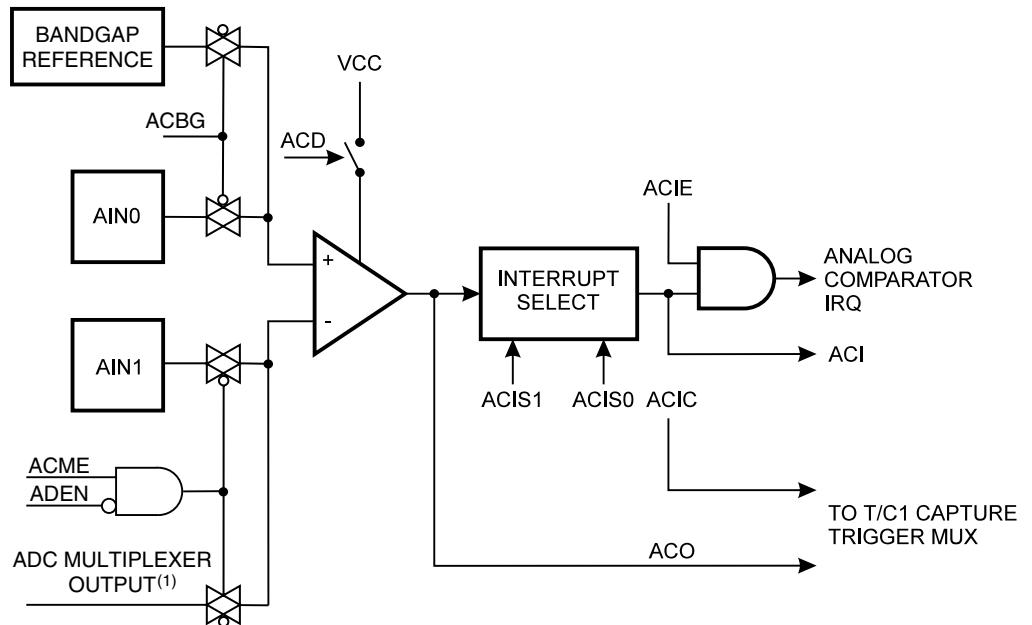 BANDGAP
REFERENCE
ACBG
VCC
ACD
AIN0
+
-
INTERRUPT
SELECT
ACIE
ANALOG
COMPARATOR
IRQ
AIN1
ACI
ACIS1
ACIS0
ACIC
ACME
ADEN
TO T/C1 CAPTURE
TRIGGER MUX
ADC MULTIPLEXER
OUTPUT(1)
ACO